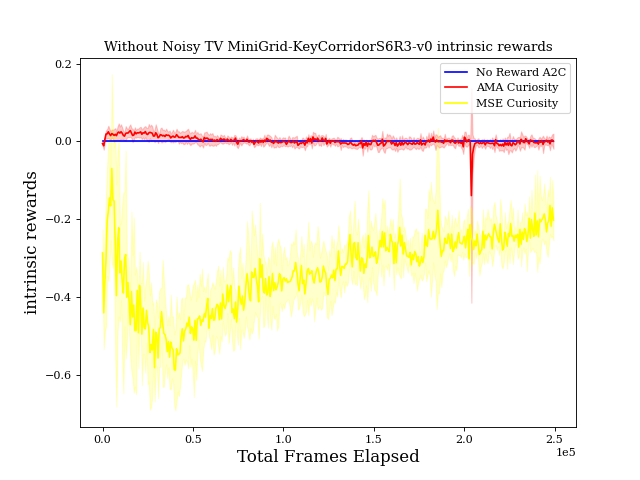 Without Noisy TV MiniGrid-KeyCorridorS6R3-v0 intrinsic rewards
No Reward A2C
AMA Curiosity
MSE Curiosity
0.2
0.0
−0.2
−0.4
−0.6
intrinsic rewards
0.0 0.5 1.0 1.5 2.0 2.5
1e5
Total Frames Elapsed